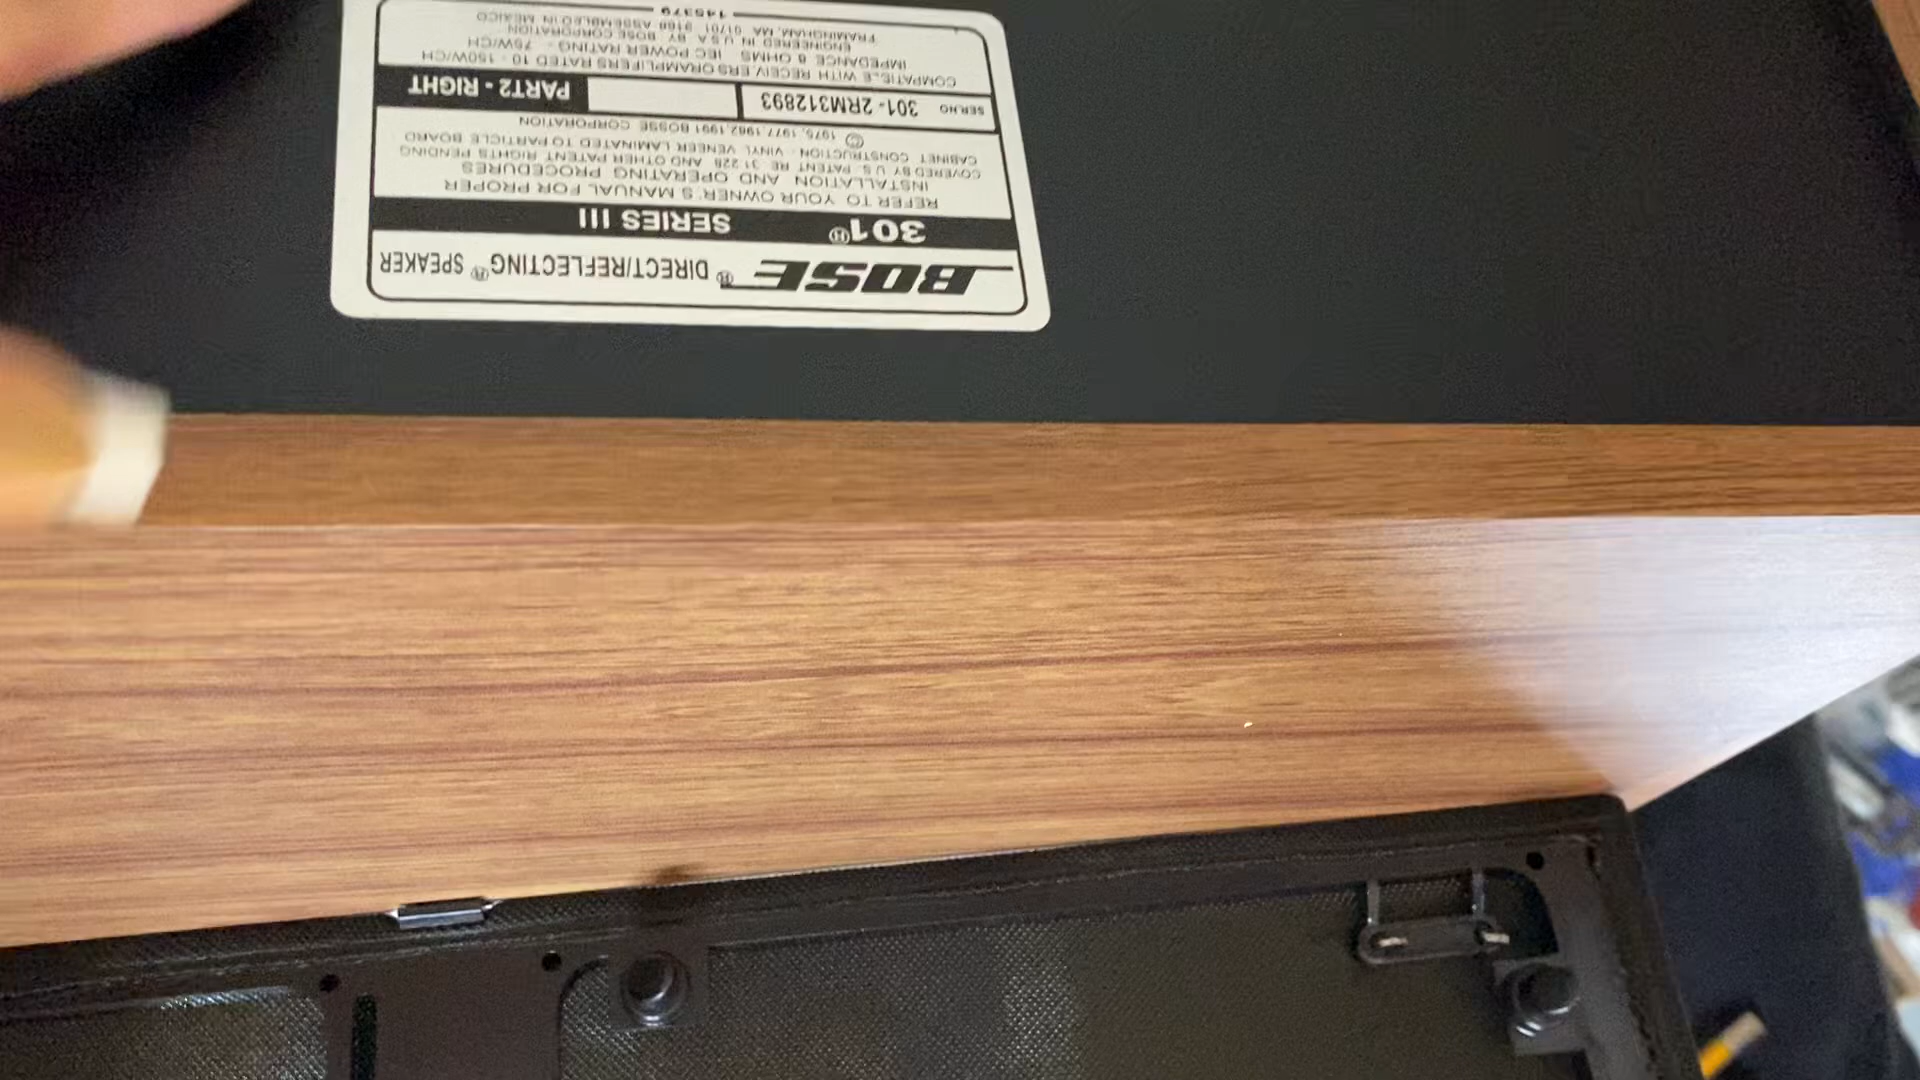 BOSE® DIRECT/REFLECTING® SPEAKER
301® SERIES III
REFER TO YOUR OWNER'S MANUAL FOR PROPER
INSTALLATION AND OPERATING PROCEDURES
COVERED BY U.S. PATENT RE 31 228 AND OTHER PATENT RIGHTS PENDING
CABINET CONSTRUCTION - VINYL VENEER LAMINATED TO PARTICLE BOARD
© 1975, 1977, 1982, 1991 BOSE CORPORATION
SER.NO 301- 2RM312893 PART2 - RIGHT
COMPATIBLE WITH RECEIVERS OR AMPLIFERS RATED 10 - 150W/CH
IMPEDANCE 8 OHMS IEC POWER RATING - 75W/CH
ENGINEERED IN U.S.A. BY BOSE CORPORATION
FRAMINGHAM, MA. 01701 9168 ASSEMBLED IN MEXICO
145379